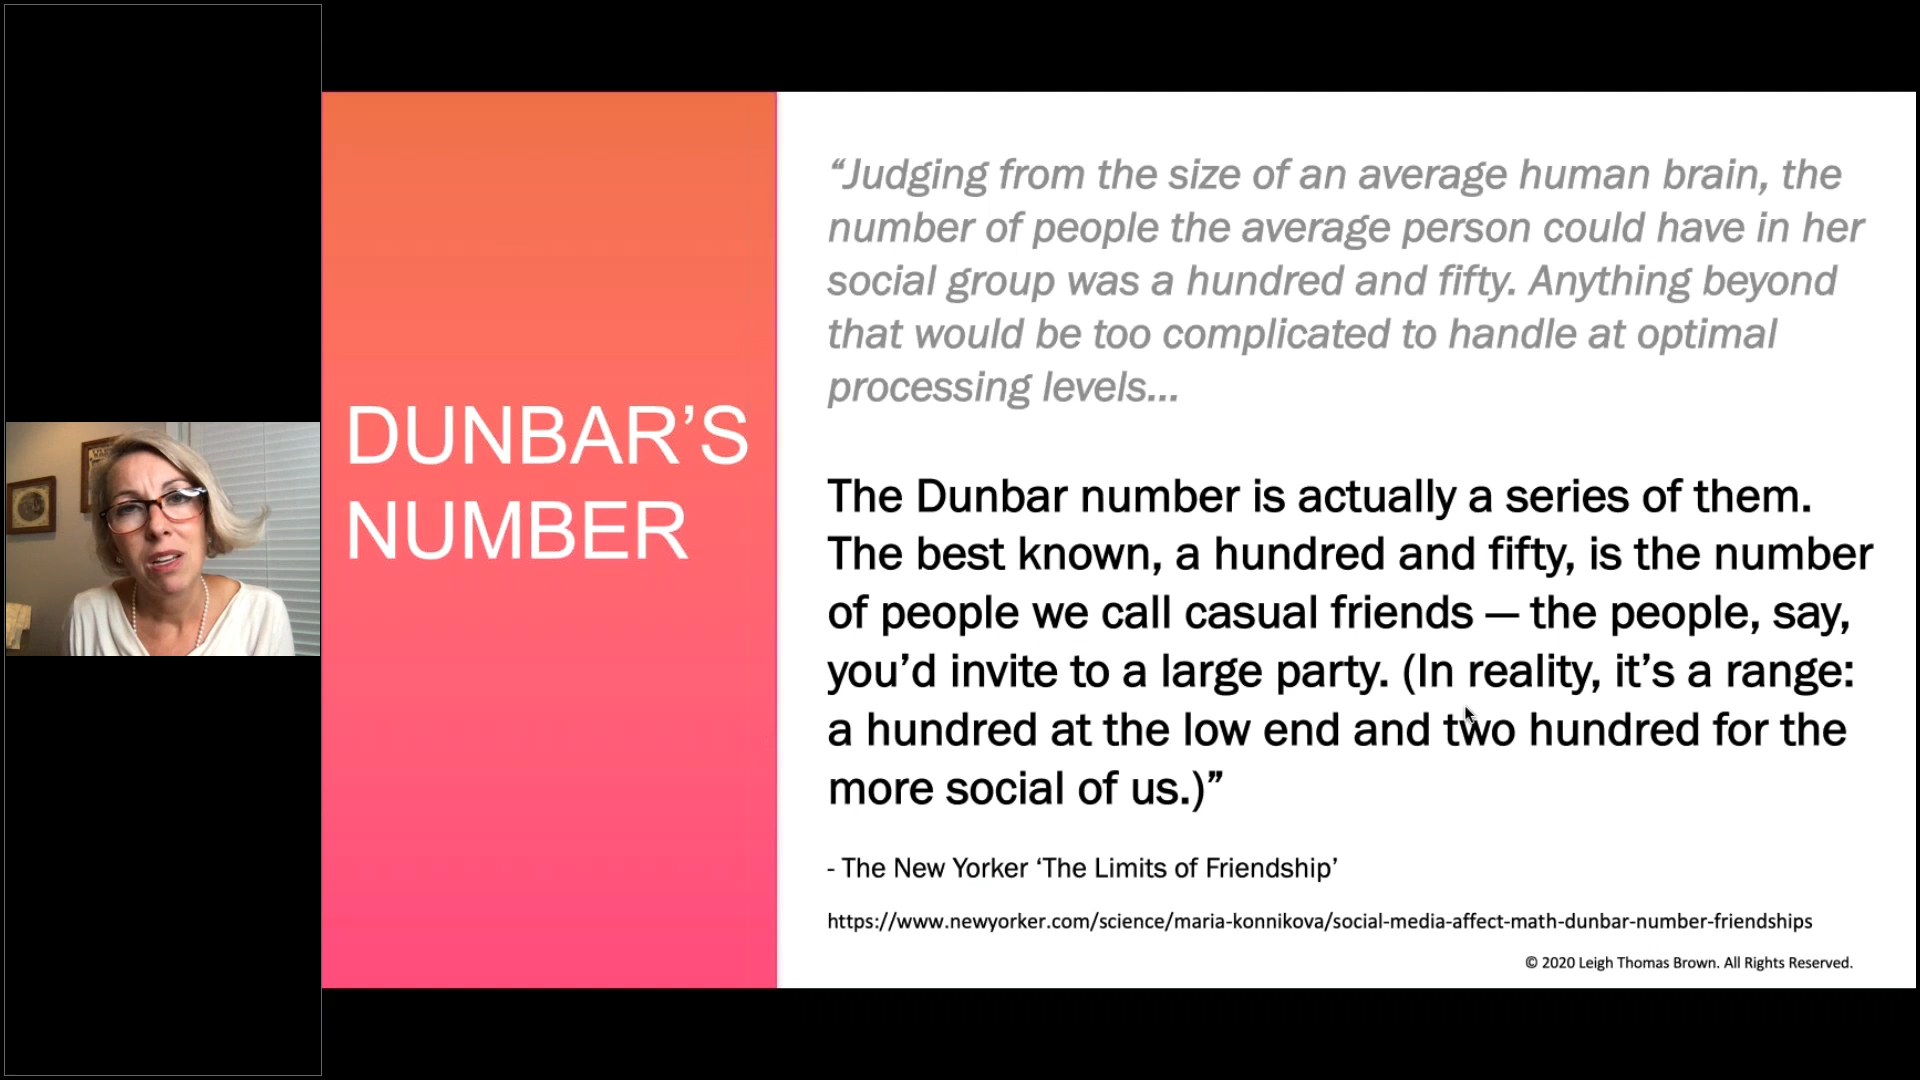 DUNBAR’S
NUMBER
“Judging from the size of an average human brain, the
number of people the average person could have in her
social group was a hundred and fifty. Anything beyond
that would be too complicated to handle at optimal
processing levels...
The Dunbar number is actually a series of them.
The best known, a hundred and fifty, is the number
of people we call casual friends — the people, say,
you’d invite to a large party. (In reality, it’s a range:
a hundred at the low end and two hundred for the
more social of us.)”
- The New Yorker ‘The Limits of Friendship’
https://www.newyorker.com/science/maria-konnikova/social-media-affect-math-dunbar-number-friendships
© 2020 Leigh Thomas Brown. All Rights Reserved.